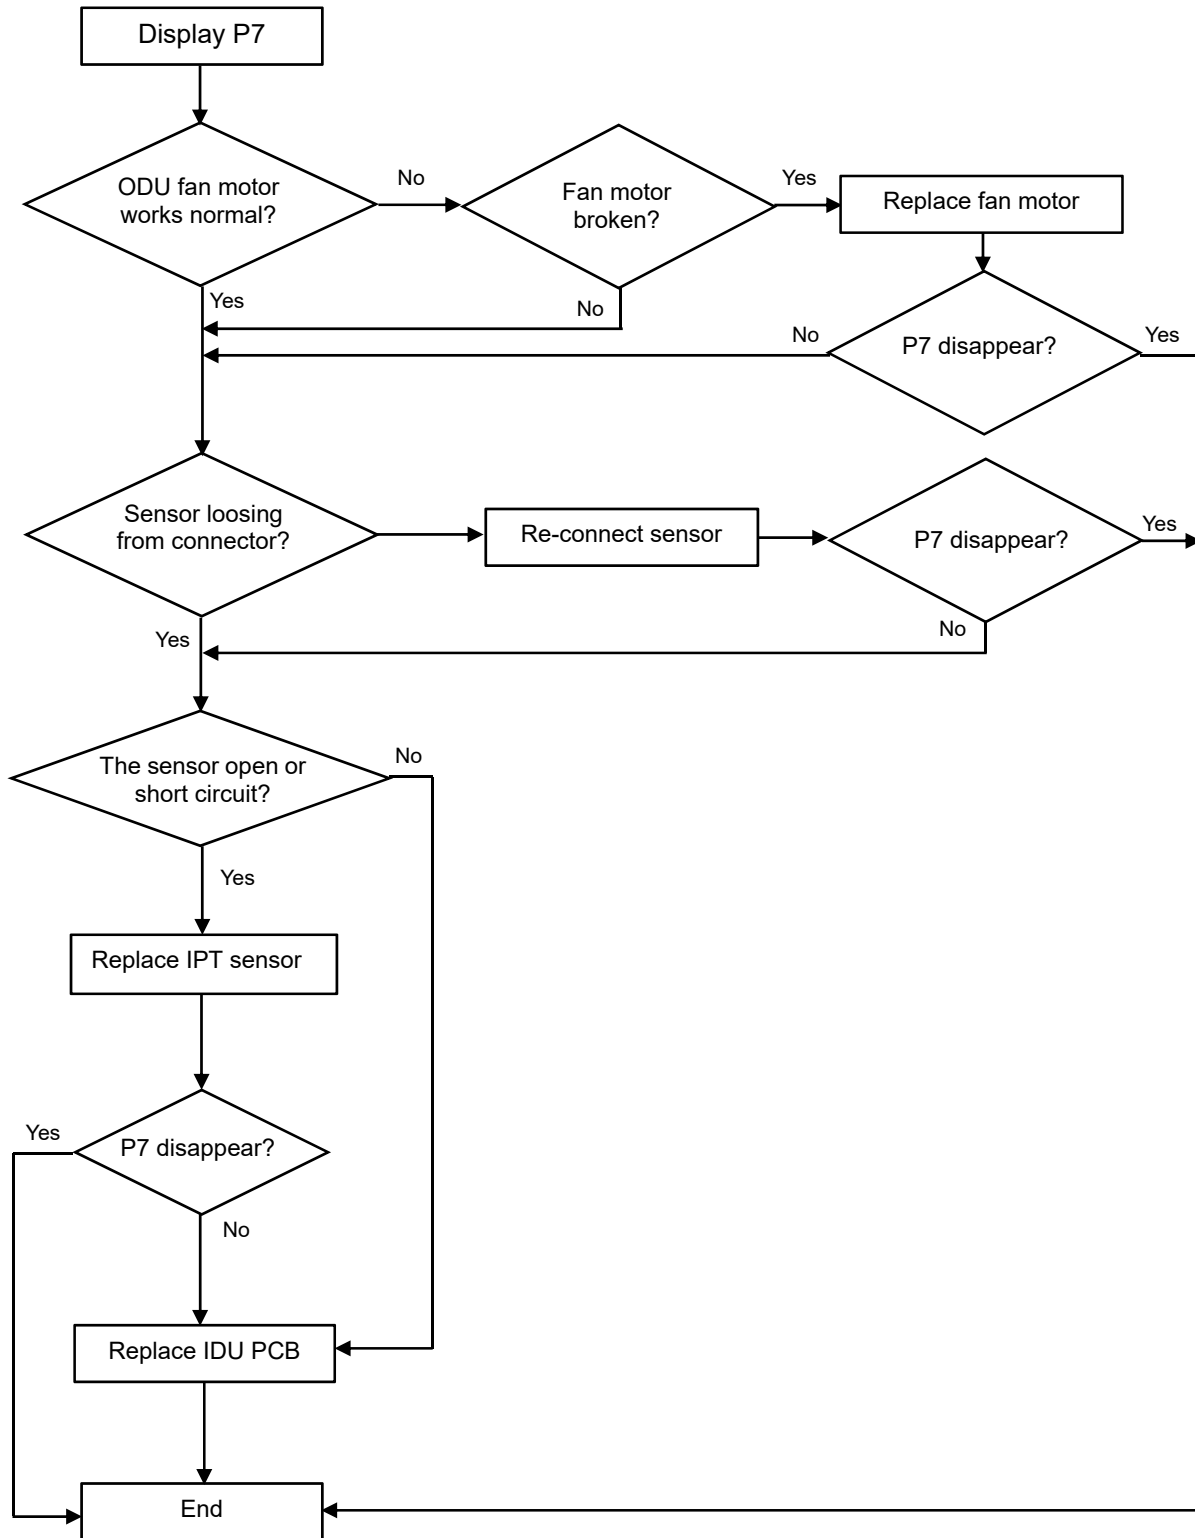 Display P7
ODU fan motor
works normal?
No
Fan motor
broken?
Yes
Replace fan motor
Yes
No
No
P7 disappear?
Yes
Sensor loosing
from connector?
Re-connect sensor
P7 disappear?
Yes
Yes
No
The sensor open or
short circuit?
No
Yes
Replace IPT sensor
Yes
P7 disappear?
No
Replace IDU PCB
End